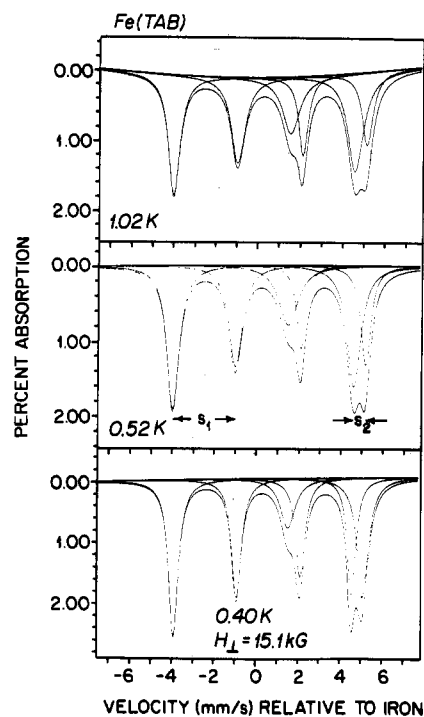 Fe(TAB)
0.00
1.00
2.00
1.02 K
0.00
1.00
2.00
S₁
S₂
0.52 K
0.00
1.00
2.00
0.40 K
H⊥ = 15.1 kG
PERCENT ABSORPTION
-6 -4 -2 0 2 4 6
VELOCITY (mm/s) RELATIVE TO IRON